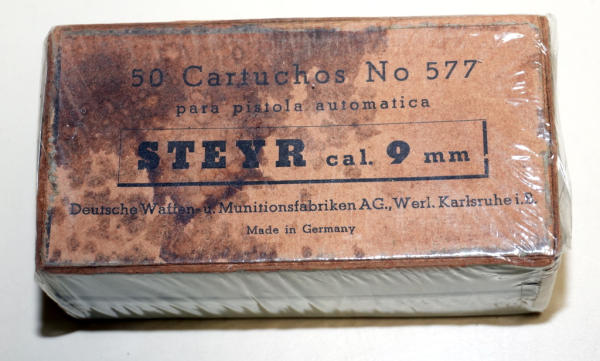 50 Cartuchos No 577
para pistola automatica
STEYR cal. 9 mm
Deutsche Waffen- u. Munitionsfabriken AG., Werl. Karlsruhe i. B.
Made in Germany